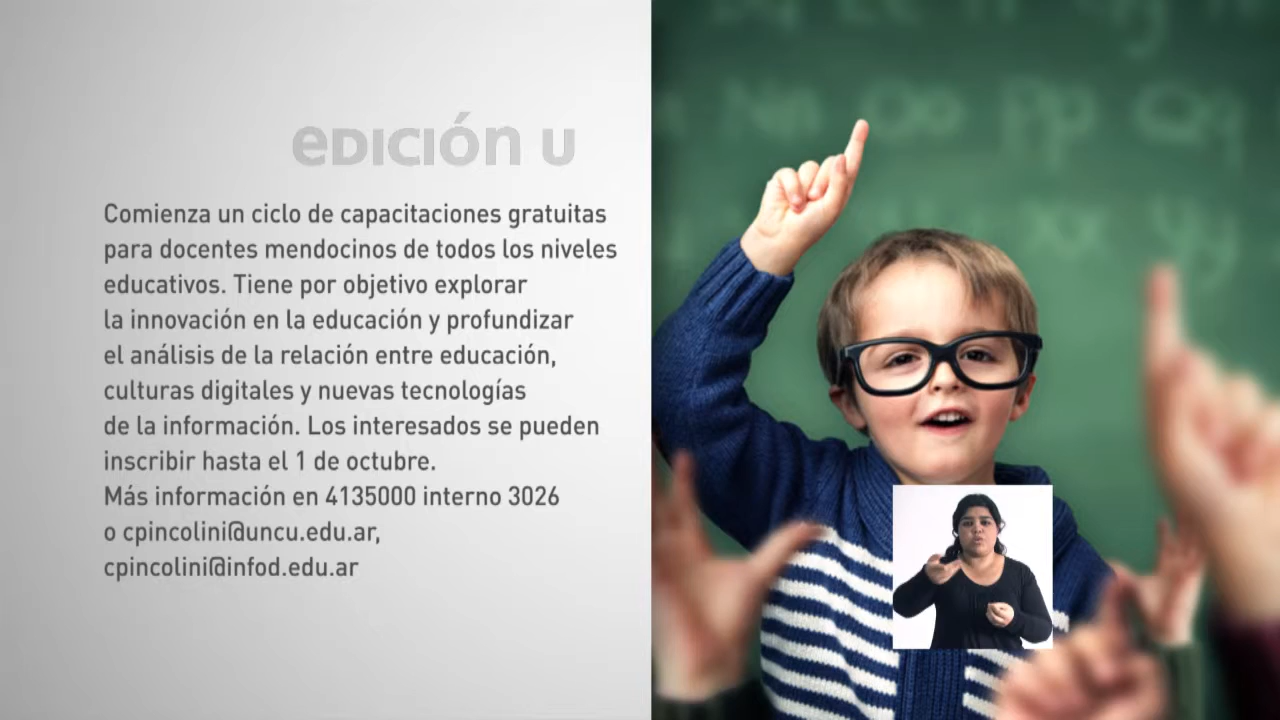 eDICIÓn U
Comienza un ciclo de capacitaciones gratuitas
para docentes mendocinos de todos los niveles
educativos. Tiene por objetivo explorar
la innovación en la educación y profundizar
el análisis de la relación entre educación,
culturas digitales y nuevas tecnologías
de la información. Los interesados se pueden
inscribir hasta el 1 de octubre.
Más información en 4135000 interno 3026
o cpincolini@uncu.edu.ar,
cpincolini@infod.edu.ar